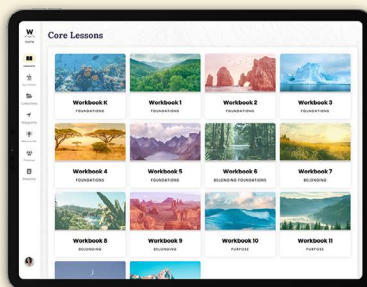 W
Core Lessons
Workbook K
FOUNDATIONS
Workbook 1
FOUNDATIONS
Workbook 2
FOUNDATIONS
Workbook 3
FOUNDATIONS
Workbook 4
FOUNDATIONS
Workbook 5
FOUNDATIONS
Workbook 6
BELONGING FOUNDATIONS
Workbook 7
BELONGING
Workbook 8
BELONGING
Workbook 9
BELONGING
Workbook 10
PURPOSE
Workbook 11
PURPOSE